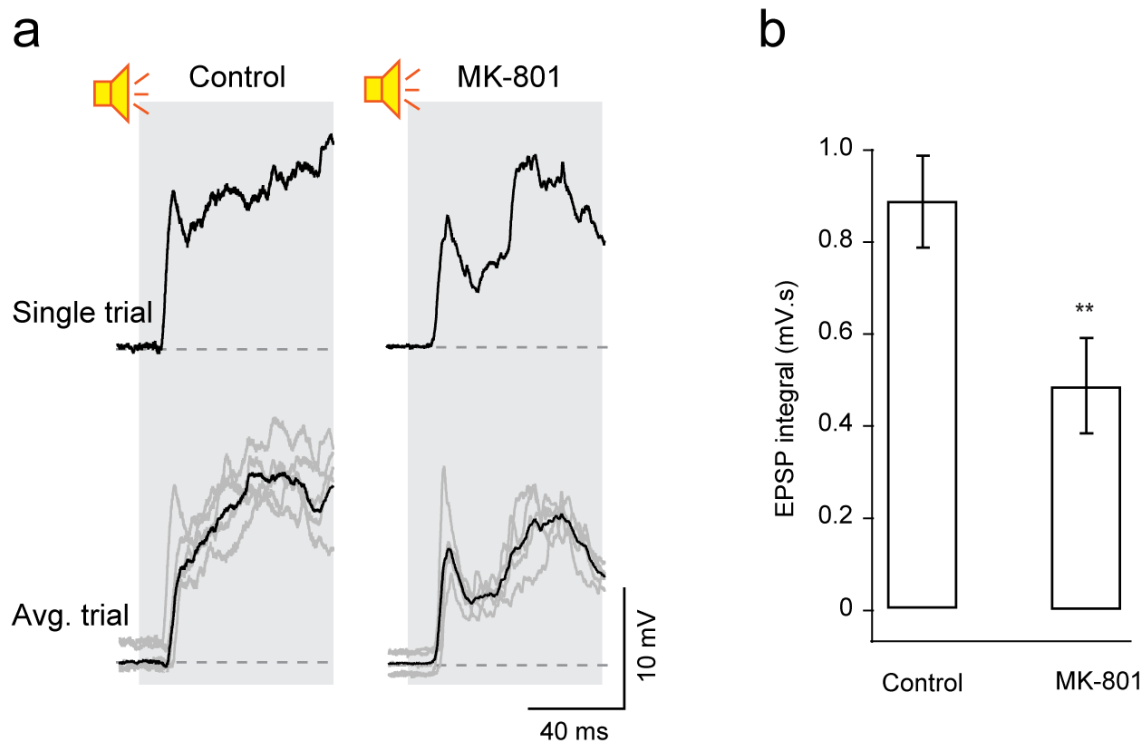 a
Control
MK-801
Single trial
Avg. trial
10 mV
40 ms
b
EPSP integral (mV.s)
1.0
0.8
0.6
0.4
0.2
0
**
Control
MK-801